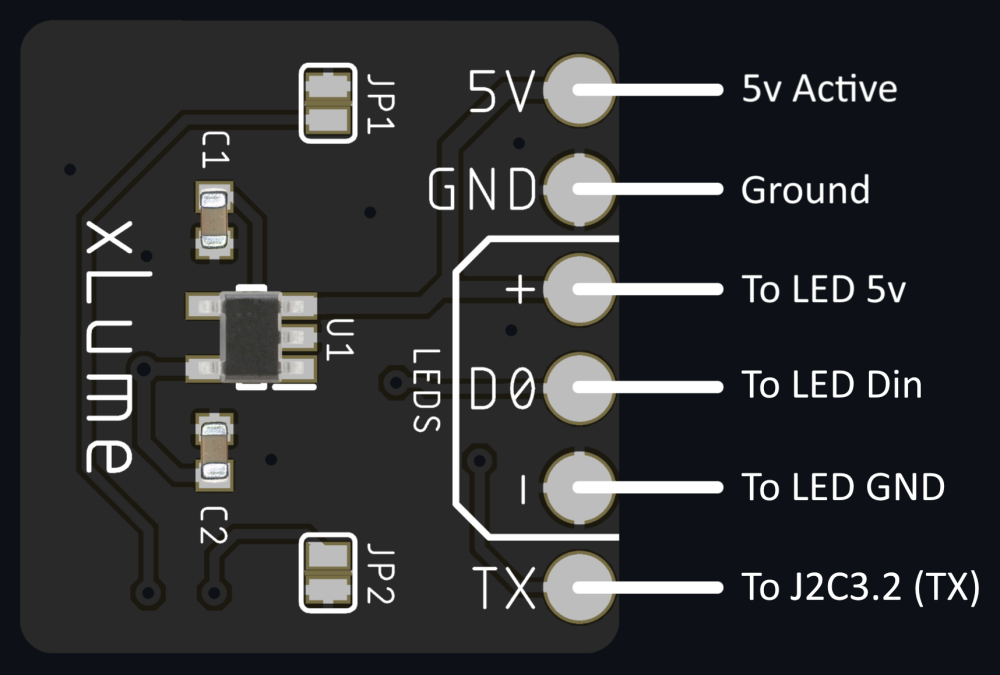 JP1
5V
5v Active
C1
GND
Ground
XLume
+
To LED 5v
U1
LEDS
D0
To LED Din
-
To LED GND
C2
JP2
TX
To J2C3.2 (TX)